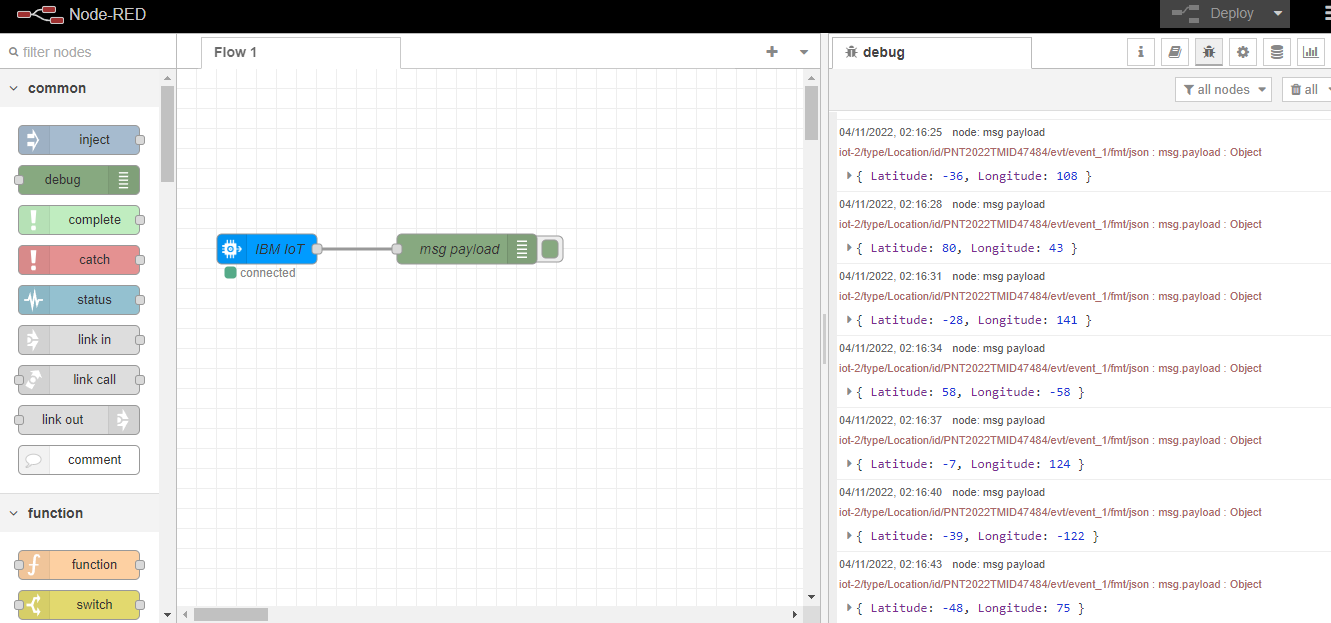 Node-RED
Deploy
filter nodes
common
inject
debug
complete
catch
status
link in
link call
link out
comment
function
function
switch
Flow 1
IBM IoT
connected
msg payload
debug
all nodes
all
04/11/2022, 02:16:25 node: msg payload
iot-2/type/Location/id/PNT2022TMID47484/evt/event_1/fmt/json : msg.payload : Object
{ Latitude: -36, Longitude: 108 }
04/11/2022, 02:16:28 node: msg payload
iot-2/type/Location/id/PNT2022TMID47484/evt/event_1/fmt/json : msg.payload : Object
{ Latitude: 80, Longitude: 43 }
04/11/2022, 02:16:31 node: msg payload
iot-2/type/Location/id/PNT2022TMID47484/evt/event_1/fmt/json : msg.payload : Object
{ Latitude: -28, Longitude: 141 }
04/11/2022, 02:16:34 node: msg payload
iot-2/type/Location/id/PNT2022TMID47484/evt/event_1/fmt/json : msg.payload : Object
{ Latitude: 58, Longitude: -58 }
04/11/2022, 02:16:37 node: msg payload
iot-2/type/Location/id/PNT2022TMID47484/evt/event_1/fmt/json : msg.payload : Object
{ Latitude: -7, Longitude: 124 }
04/11/2022, 02:16:40 node: msg payload
iot-2/type/Location/id/PNT2022TMID47484/evt/event_1/fmt/json : msg.payload : Object
{ Latitude: -39, Longitude: -122 }
04/11/2022, 02:16:43 node: msg payload
iot-2/type/Location/id/PNT2022TMID47484/evt/event_1/fmt/json : msg.payload : Object
{ Latitude: -48, Longitude: 75 }